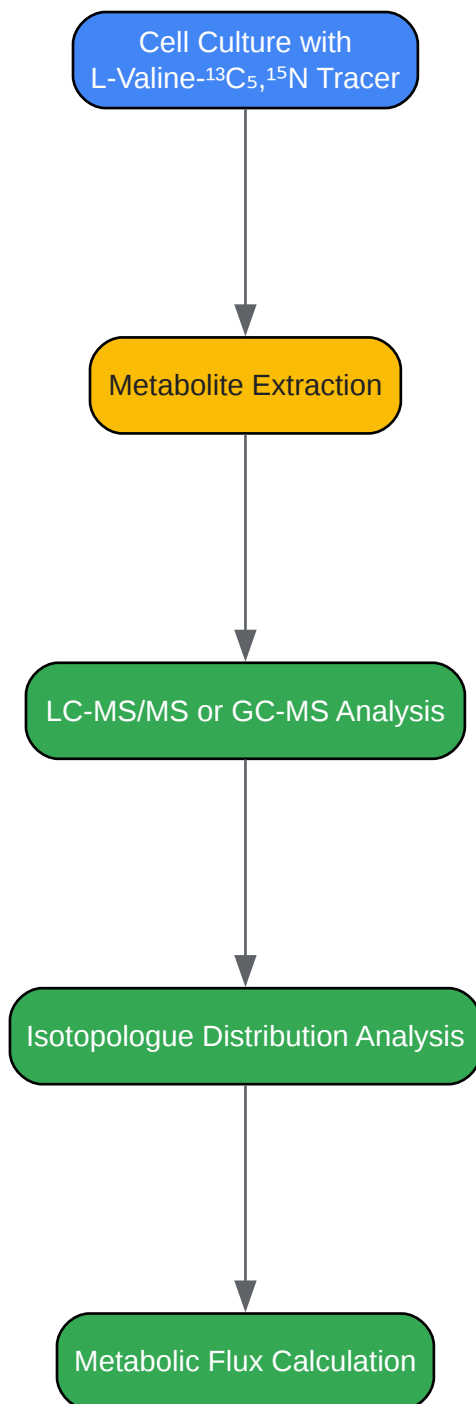 Cell Culture with
L-Valine-¹³C₅,¹⁵N Tracer
Metabolite Extraction
LC-MS/MS or GC-MS Analysis
Isotopologue Distribution Analysis
Metabolic Flux Calculation